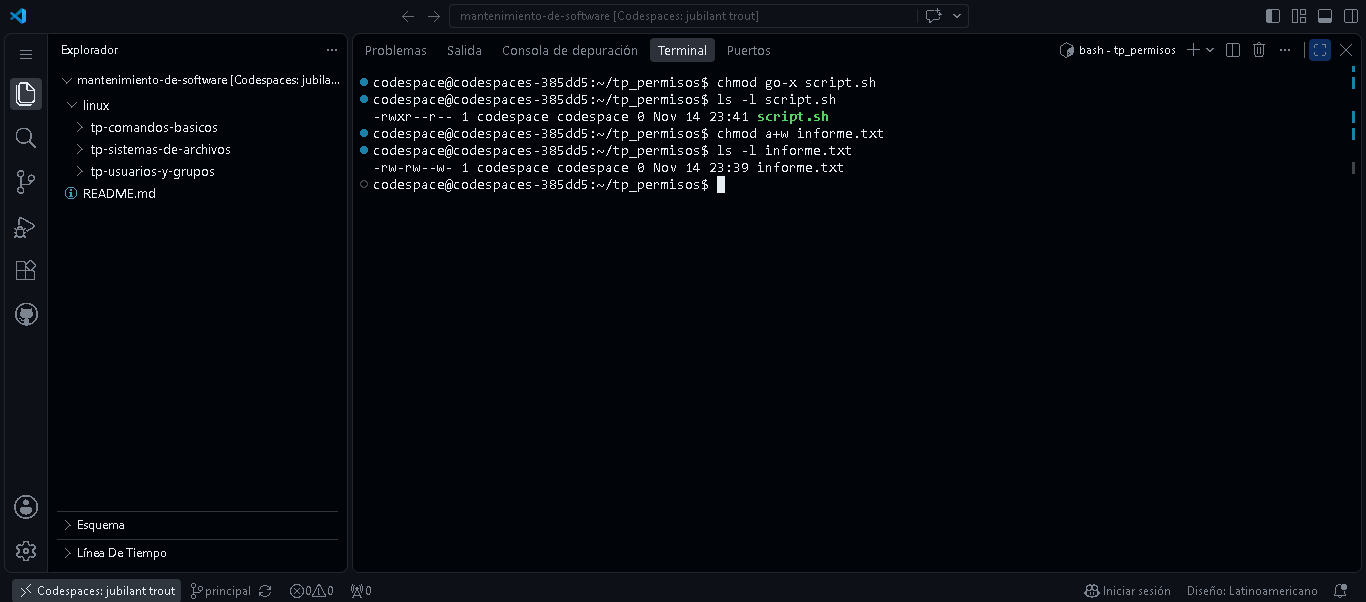 mantenimiento-de-software [Codespaces: jubilant trout]
Explorador
mantenimiento-de-software [Codespaces: jubila...
linux
tp-comandos-basicos
tp-sistemas-de-archivos
tp-usuarios-y-grupos
README.md
Esquema
Línea De Tiempo
Problemas Salida Consola de depuración Terminal Puertos
bash - tp_permisos
codespace@codespaces-385dd5:~/tp_permisos$ chmod go-x script.sh
codespace@codespaces-385dd5:~/tp_permisos$ ls -l script.sh
-rwxr--r-- 1 codespace codespace 0 Nov 14 23:41 script.sh
codespace@codespaces-385dd5:~/tp_permisos$ chmod a+w informe.txt
codespace@codespaces-385dd5:~/tp_permisos$ ls -l informe.txt
-rw-rw--w- 1 codespace codespace 0 Nov 14 23:39 informe.txt
codespace@codespaces-385dd5:~/tp_permisos$
Codespaces: jubilant trout principal 0 0 0 Iniciar sesión Diseño: Latinoamericano